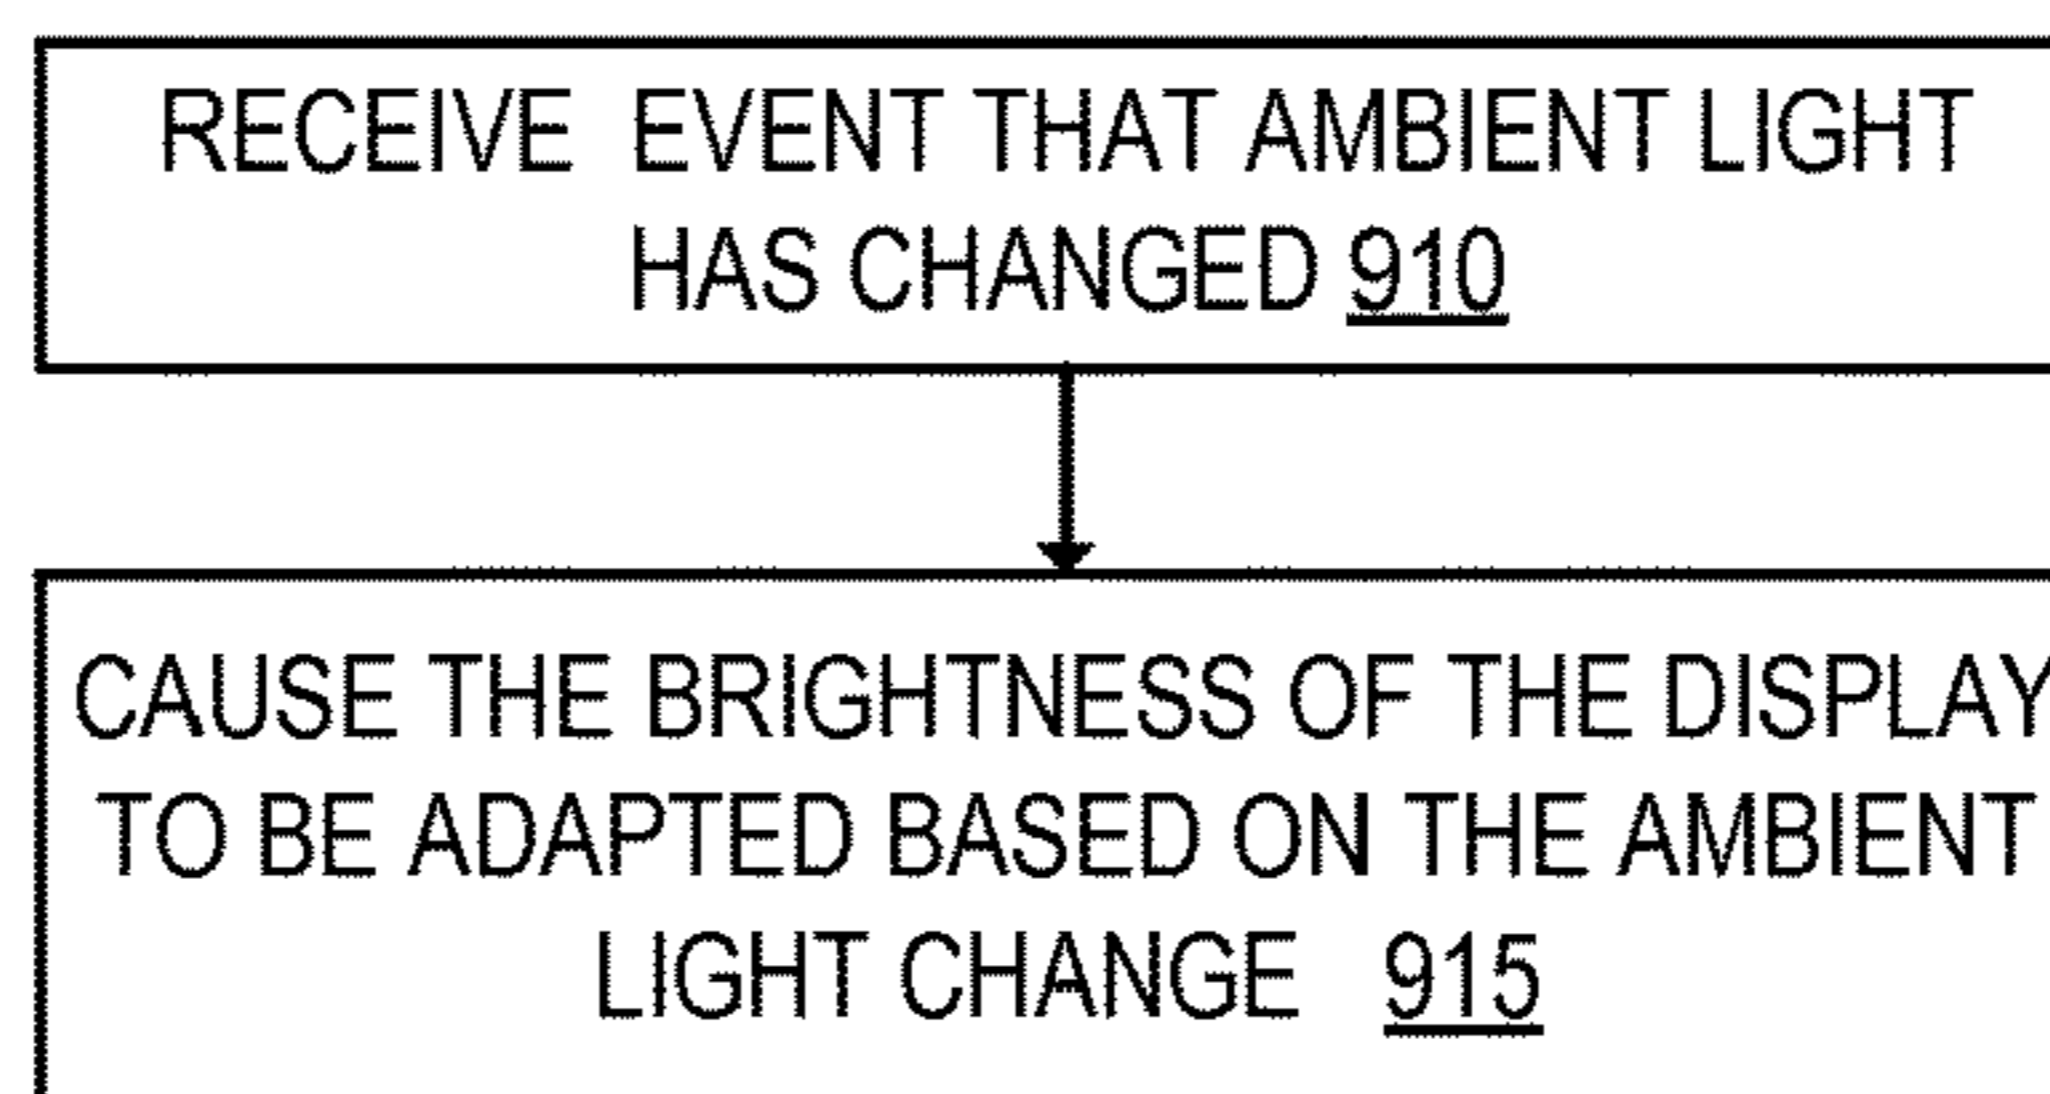 RECEIVE EVENT THAT AMBIENT LIGHT
HAS CHANGED 910
CAUSE THE BRIGHTNESS OF THE DISPLAY
TO BE ADAPTED BASED ON THE AMBIENT
LIGHT CHANGE 915